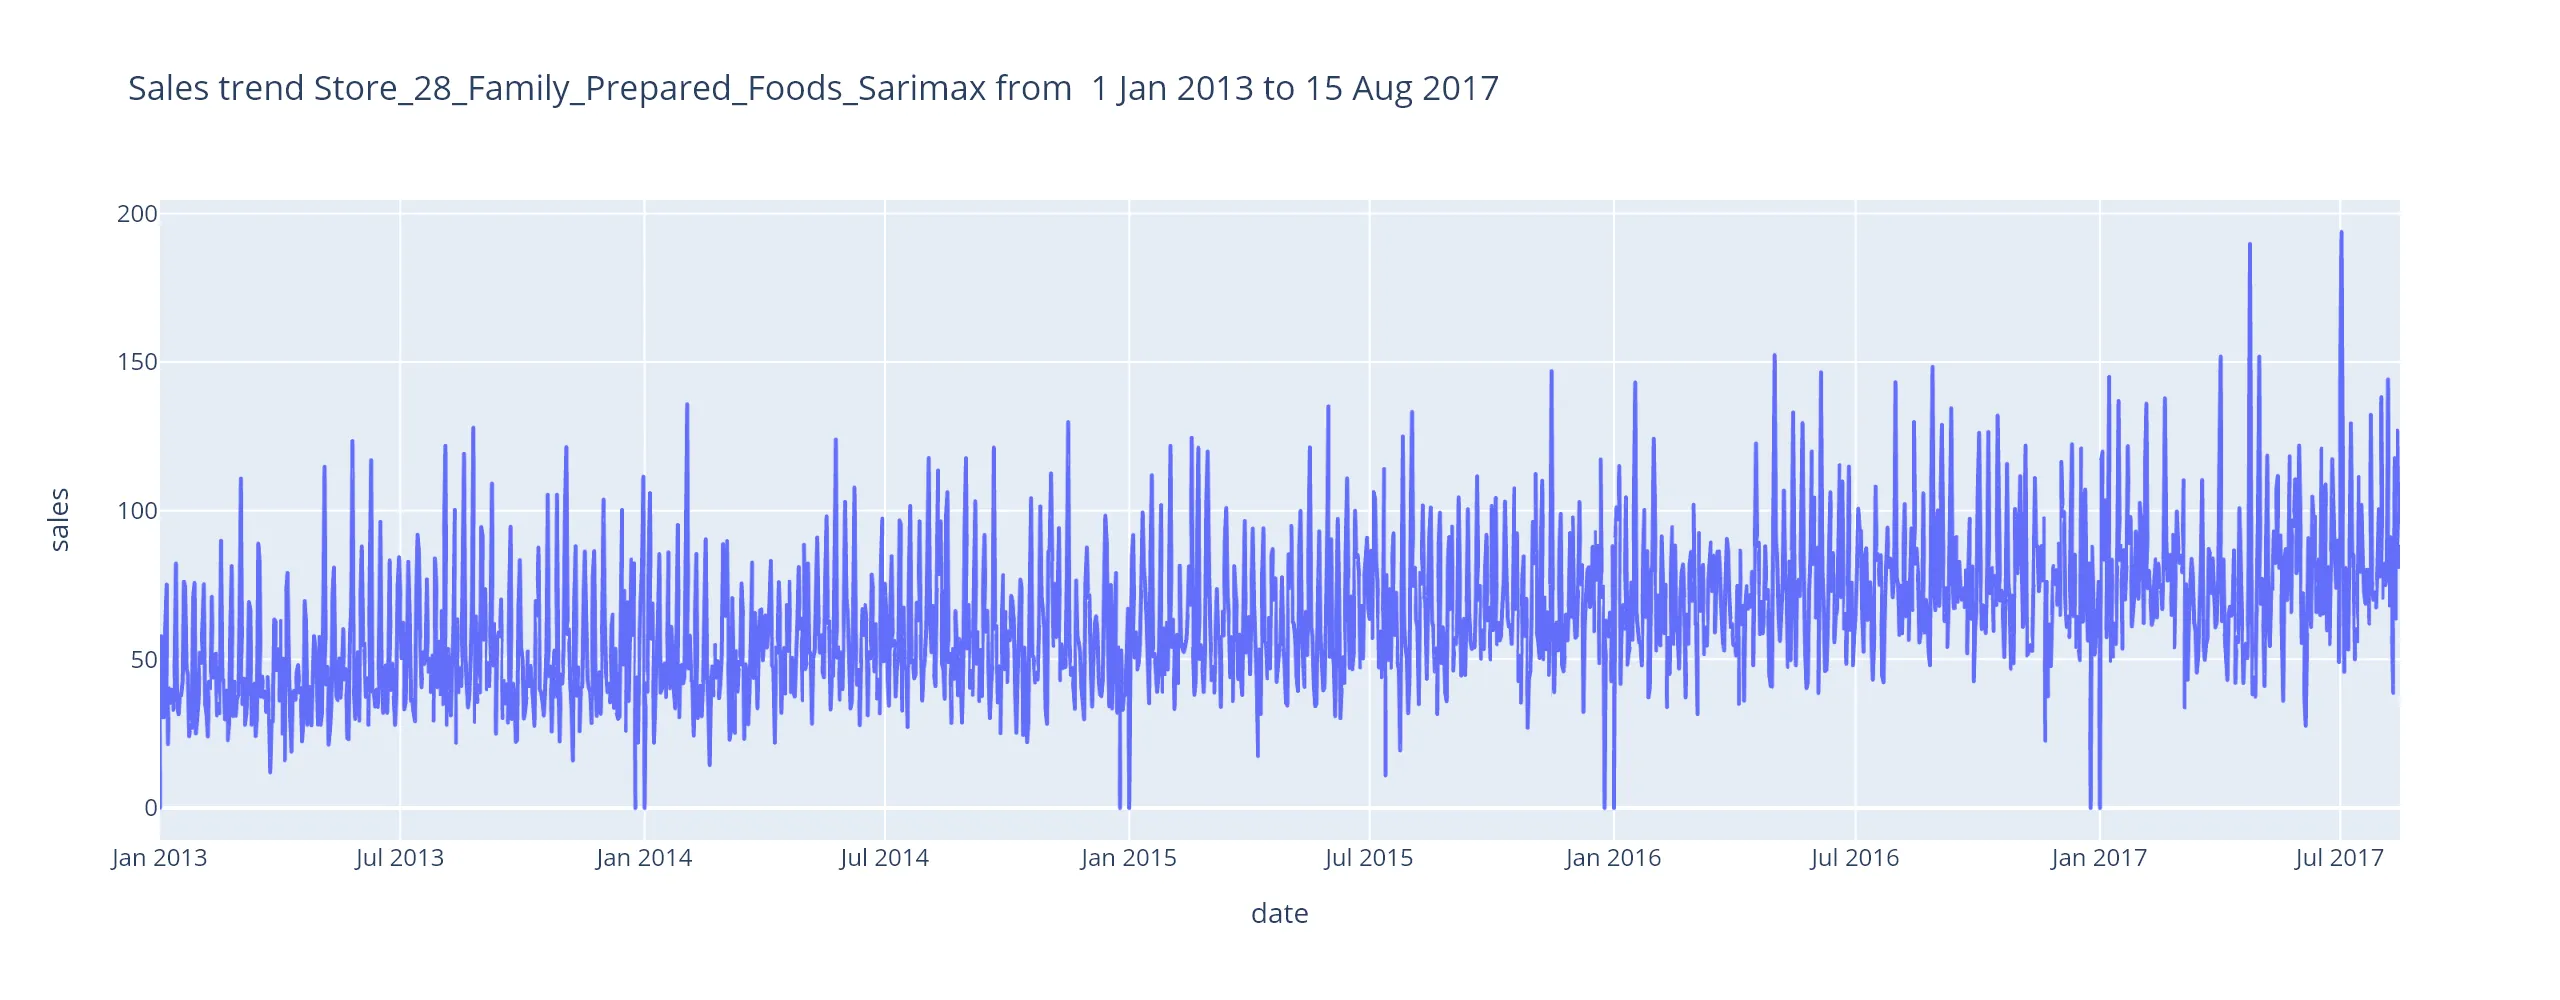 Sales trend Store_28_Family_Prepared_Foods_Sarimax from  1 Jan 2013 to 15 Aug 2017
200
150
100
50
0
sales
Jan 2013 Jul 2013 Jan 2014 Jul 2014 Jan 2015 Jul 2015 Jan 2016 Jul 2016 Jan 2017 Jul 2017
date